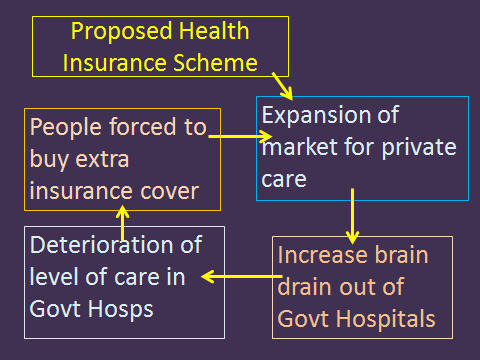 Proposed Health
Insurance Scheme
People forced to
buy extra
insurance cover
Expansion of
market for private
care
Deterioration of
level of care in
Govt Hosps
Increase brain
drain out of
Govt Hospitals